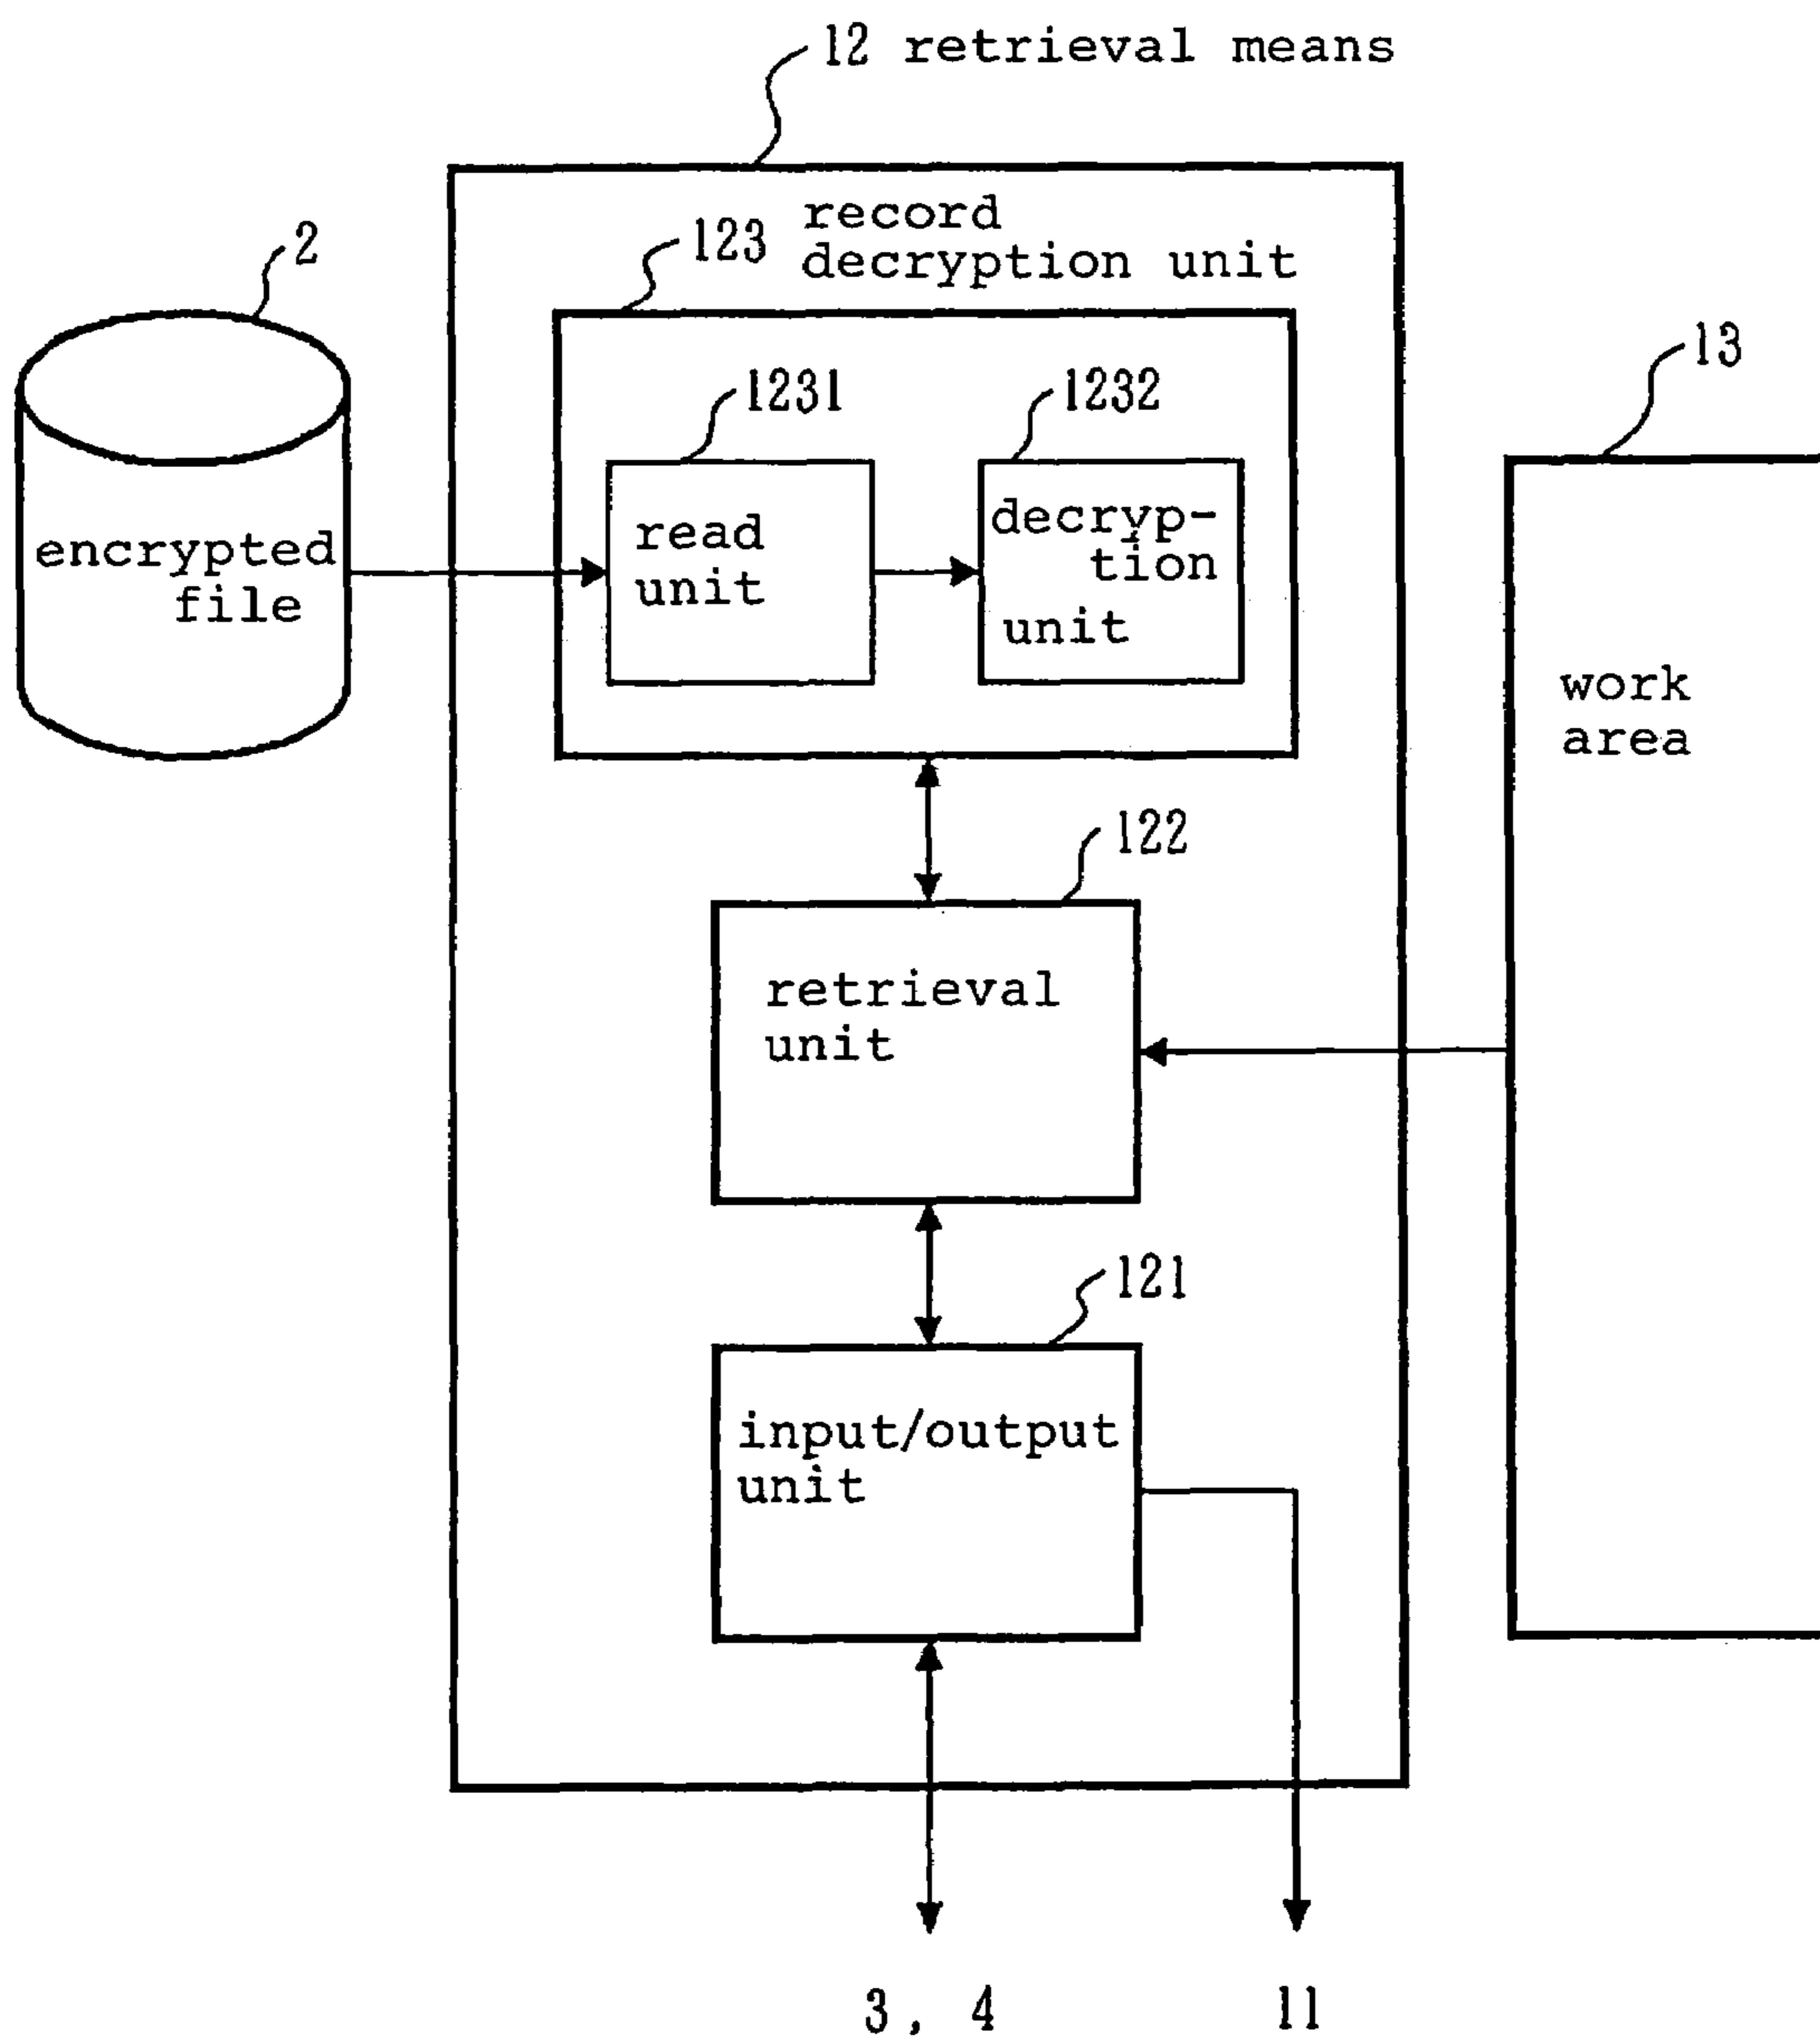 12 retrieval means
123 record
decryption unit
2
1231
1232
13
encrypted
file
read
unit
decryp-
tion
unit
work
area
122
retrieval
unit
121
input/output
unit
3, 4
11